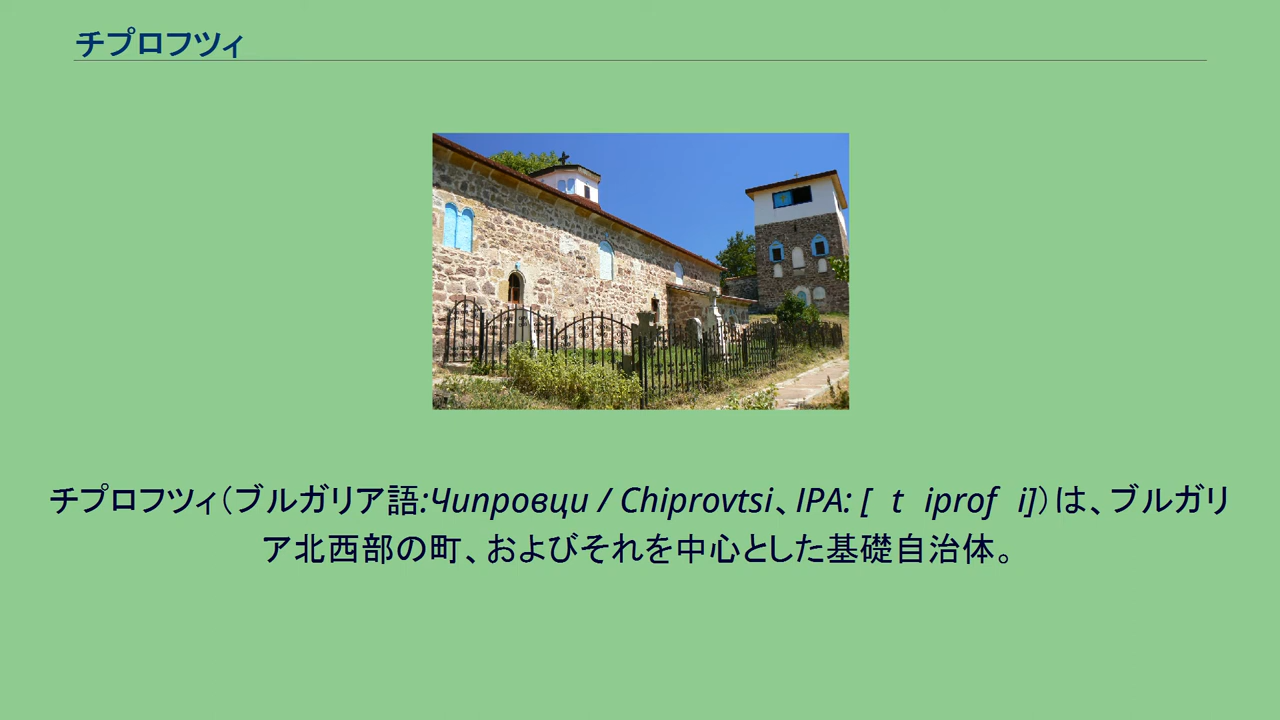 チプロフツィ
チプロフツィ（ブルガリア語:Чипровци / Chiprovtsi、IPA: [ t iprof i]）は、ブルガリ
ア北西部の町、およびそれを中心とした基礎自治体。